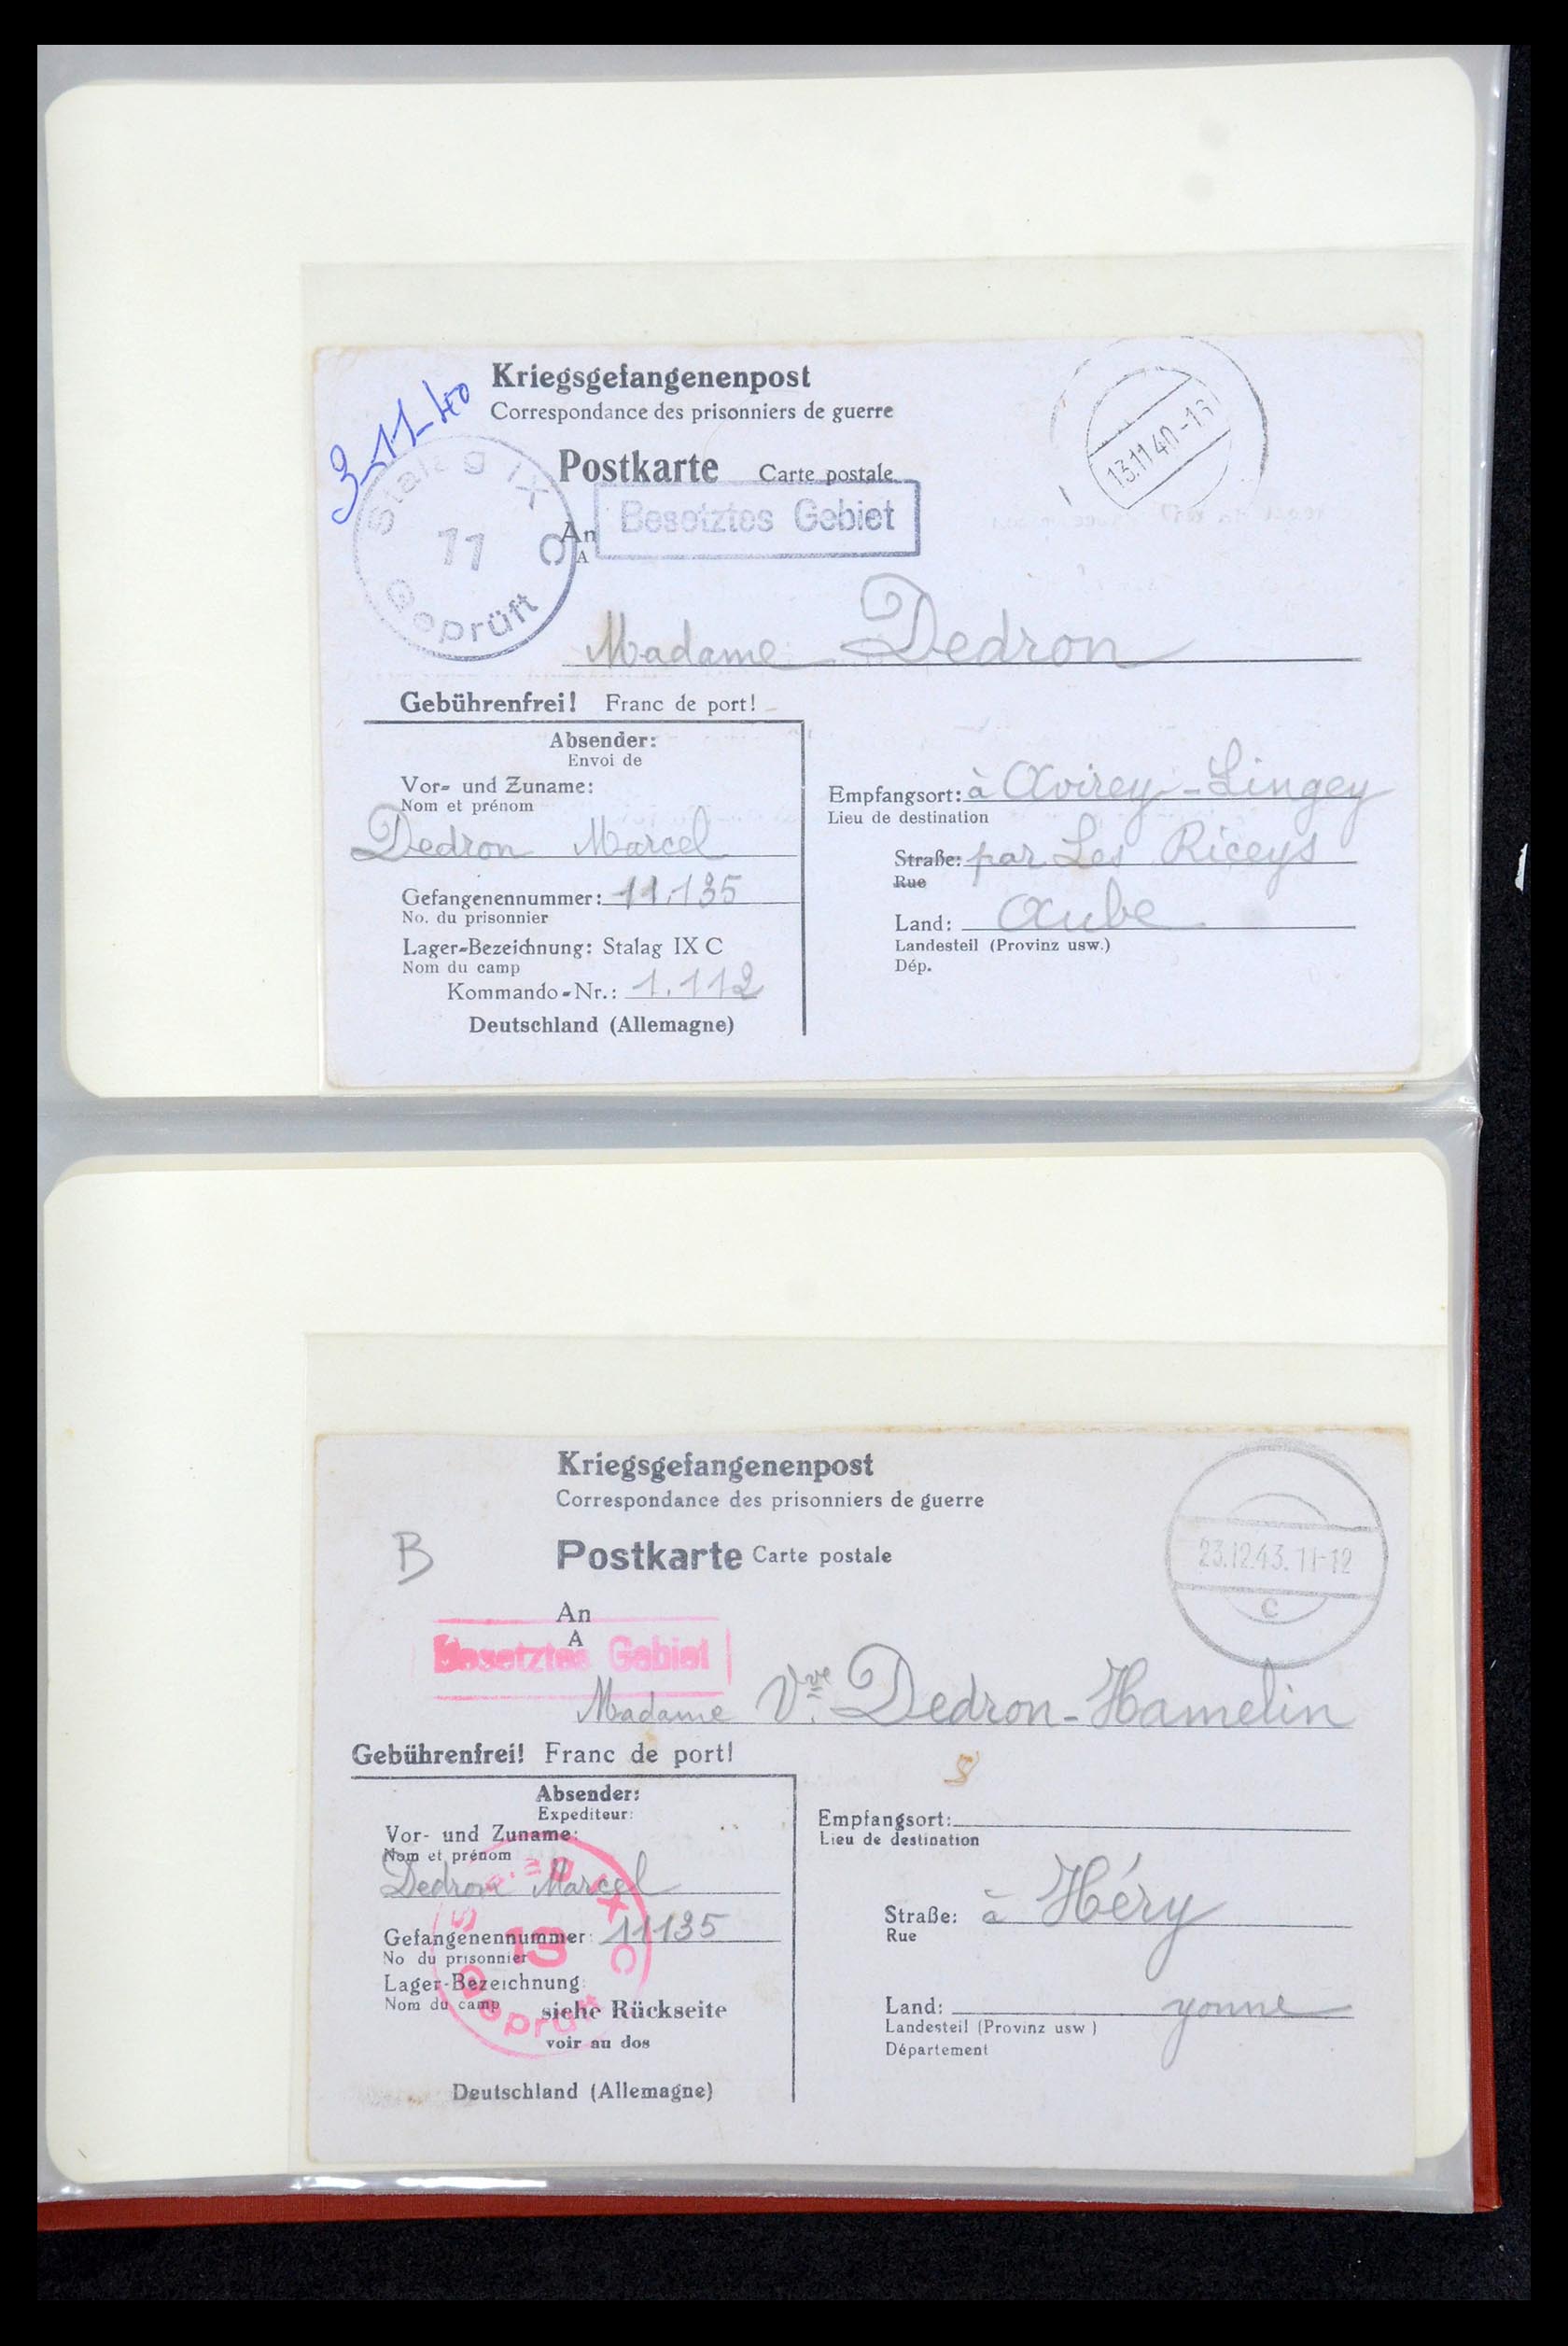 3-11-40
Kriegsgefangenenpost
Correspondance des prisonniers de guerre
Postkarte Carte postale
Stalag IX C
11
Geprüft
13.11.40
An
A
Besetztes Gebiet
Madame Dedron
Gebührenfrei! Franc de port!
Absender:
Envoi de
Vor- und Zuname:
Nom et prénom
Dedron Marcel
Gefangenennummer: 11.135
No. du prisonnier
Lager-Bezeichnung: Stalag IX C
Nom du camp
Kommando-Nr.: 1.112
Deutschland (Allemagne)
Empfangsort: à Avirey-Lingey
Lieu de destination
Straße: par Les Riceys
Rue
Land: Aube
Landesteil (Provinz usw.)
Dép.
Kriegsgefangenenpost
Correspondance des prisonniers de guerre
B
Postkarte Carte postale
23.12.43. 11-12
c
An
A
Besetztes Gebiet
Madame Vve Dedron-Hamelin
Gebührenfrei! Franc de port!
Absender:
Expediteur:
Vor- und Zuname:
Nom et prénom
Dedron Marcel
Stalag IX C
13
Geprüft
Gefangenennummer: 11135
No du prisonnier
Lager-Bezeichnung:
Nom du camp
siehe Rückseite
voir au dos
Deutschland (Allemagne)
Empfangsort:
Lieu de destination
Straße: à Héry
Rue
Land: yonne
Landesteil (Provinz usw)
Département